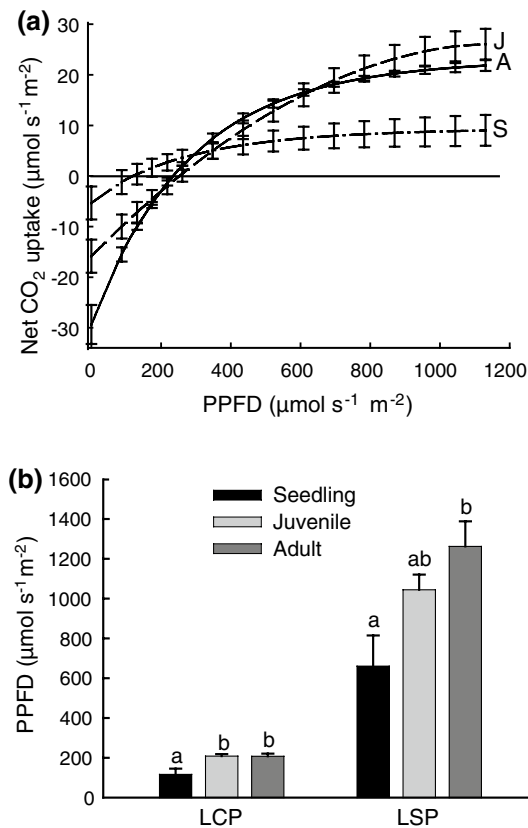 (a)
30
20
10
0
-10
-20
-30
Net CO2 uptake (μmol s-1 m-2)
J
A
S
0 200 400 600 800 1000 1200
PPFD (μmol s-1 m-2)
(b)
1600
1400
1200
1000
800
600
400
200
0
PPFD (μmol s-1m-2)
Seedling
Juvenile
Adult
a b b
a ab b
LCP LSP